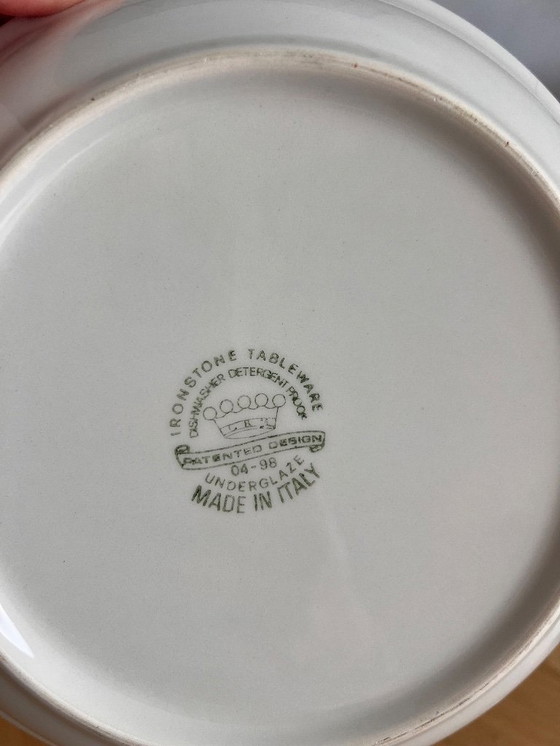 IRONSTONE TABLEWARE
DISHWASHER DETERGENT PROOF
PATENTED DESIGN
04-98
UNDERGLAZE
MADE IN ITALY